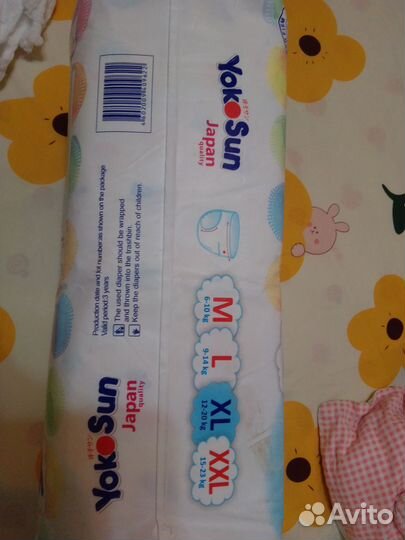 YokoSun
Japan
quality
M
6-10 kg
L
9-14 kg
XL
12-20 kg
XXL
15-23 kg
Production date and lot number as shown on the package
Valid period:3 years
The used diaper should be wrapped
and thrown into the trashbin.
Keep the diapers out of reach of children.
YokoSun
Japan
quality
Avito